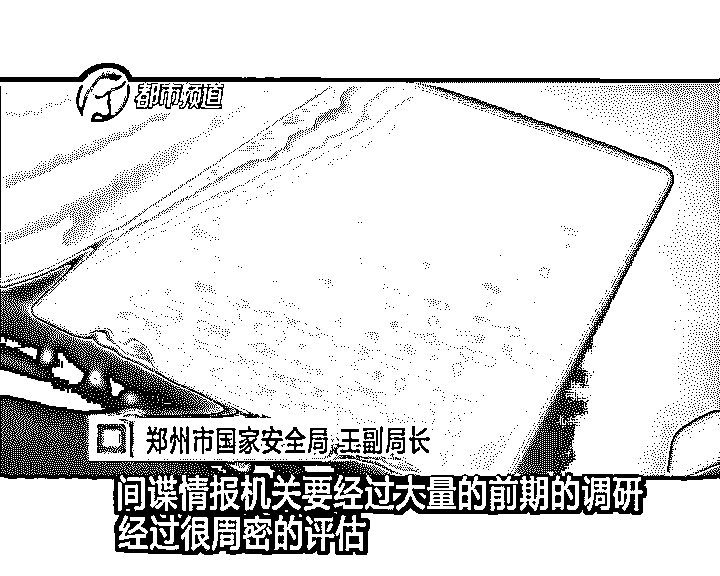 都市频道
郑州市国家安全局 王副局长
间谍情报机关要经过大量的前期的调研
经过很周密的评估